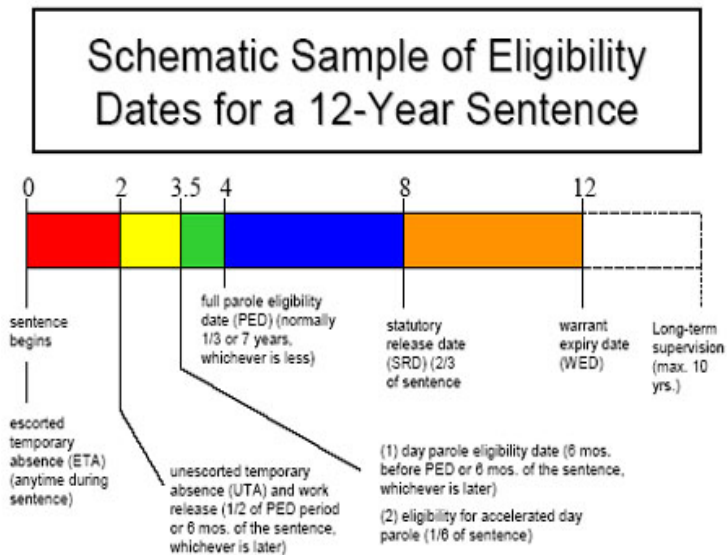 Schematic Sample of Eligibility
Dates for a 12-Year Sentence
0 2 3.5 4 8 12
sentence
begins
full parole eligibility
date (PED) (normally
1/3 or 7 years,
whichever is less)
statutory
release date
(SRD) (2/3
of sentence
warrant
expiry date
(WED)
Long-term
supervision
(max. 10
yrs.)
escorted
temporary
absence (ETA)
(anytime during
sentence)
unescorted temporary
absence (UTA) and work
release (1/2 of PED period
or 6 mos. of the sentence,
whichever is later)
(1) day parole eligibility date (6 mos.
before PED or 6 mos. of the sentence,
whichever is later)
(2) eligibility for accelerated day
parole (1/6 of sentence)